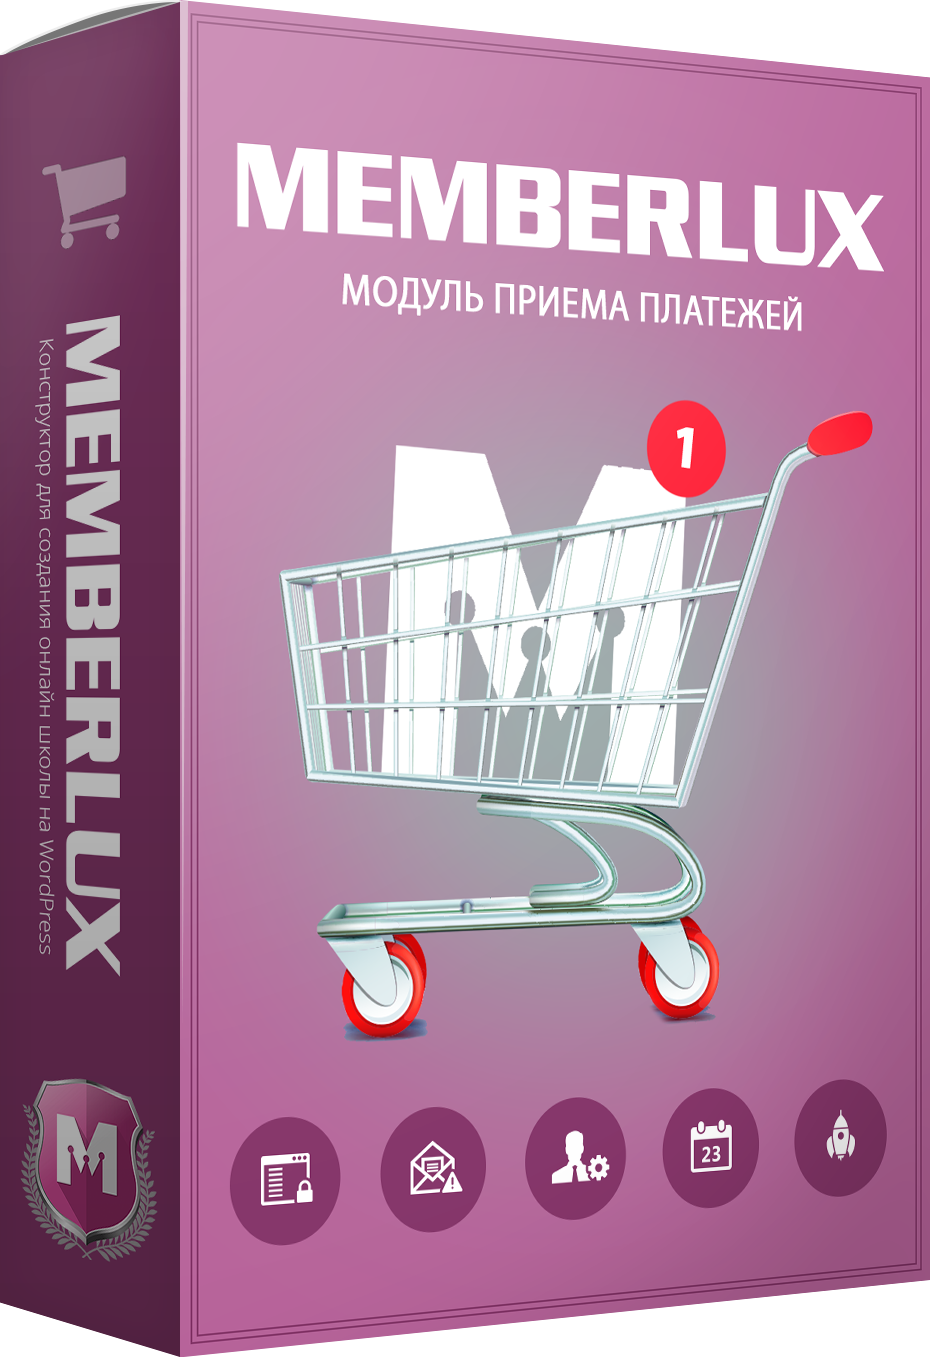 MEMBERLUX
МОДУЛЬ ПРИЕМА ПЛАТЕЖЕЙ
1
M
23
MEMBERLUX
Конструктор для создания онлайн школы на WordPress
M